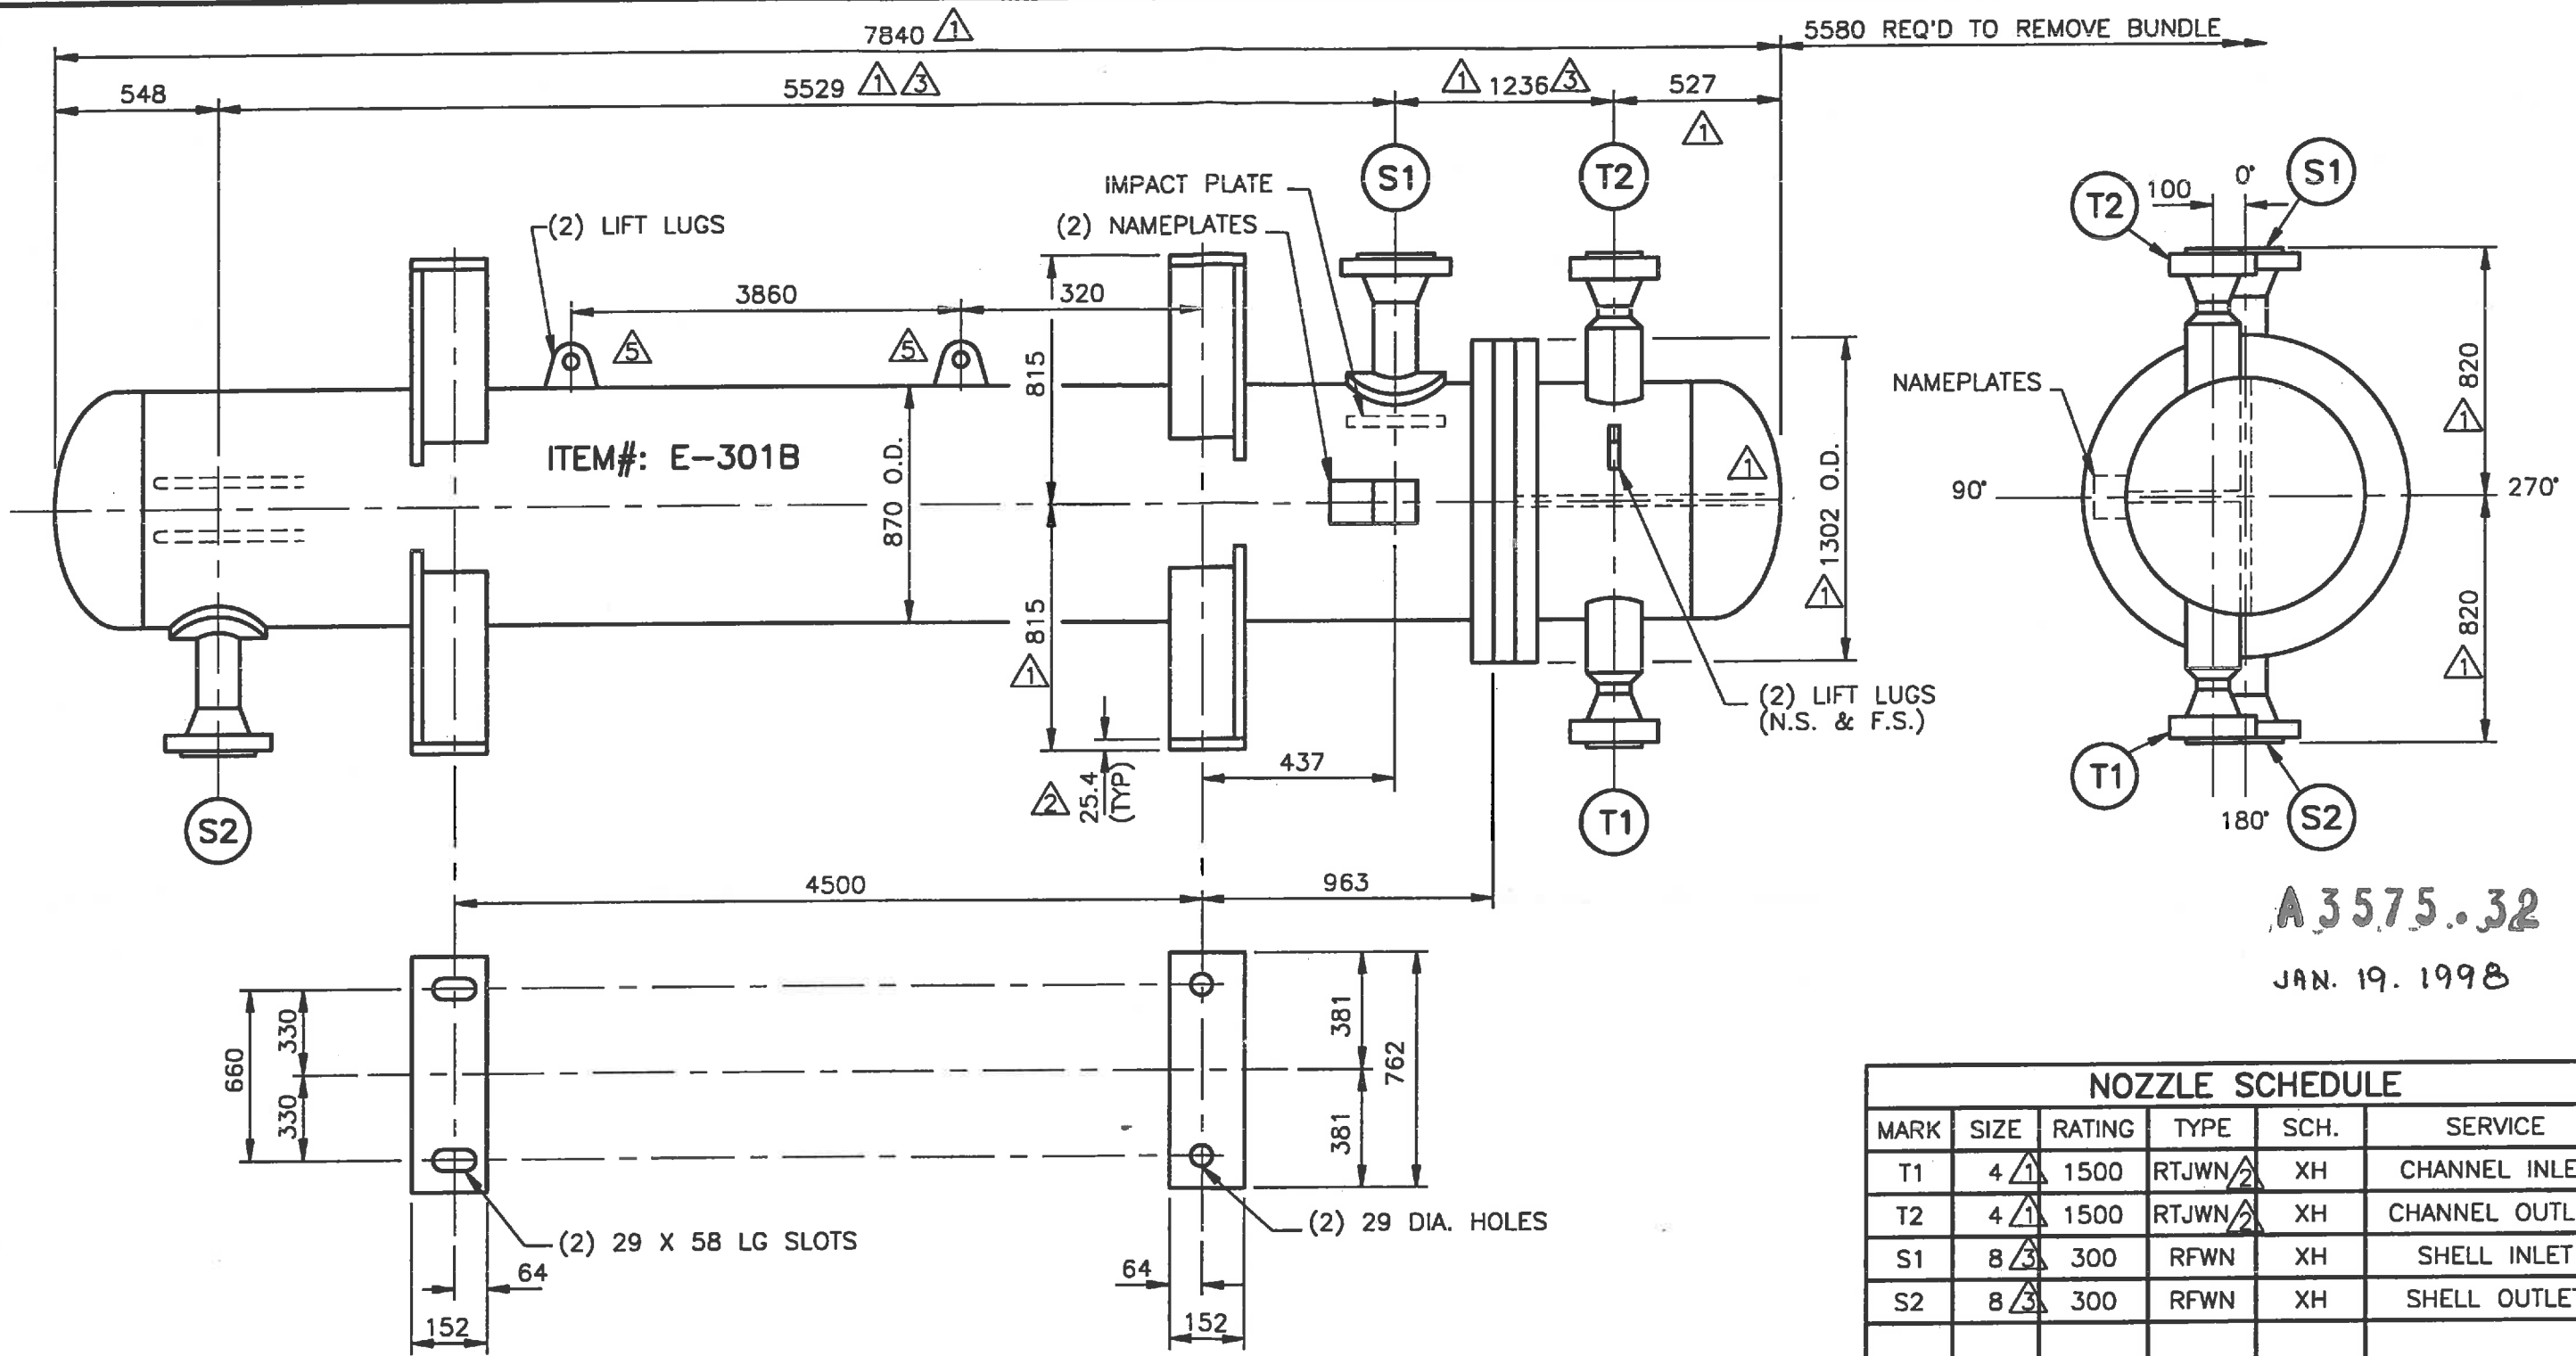 7840 1
5580 REQ'D TO REMOVE BUNDLE
548
5529 1 3
1 1236 3
527
1
S1
T2
IMPACT PLATE
(2) NAMEPLATES
(2) LIFT LUGS
3860
320
5
5
815
ITEM#: E-301B
870 O.D.
1
1302 O.D.
1
815
1
(2) LIFT LUGS
(N.S. & F.S.)
437
25.4
(TYP)
2
S2
T1
T2
100
0°
S1
NAMEPLATES
820
1
90°
270°
820
1
T1
180°
S2
4500
963
A3575.32
JAN. 19. 1998
660
330
330
381
381
762
(2) 29 X 58 LG SLOTS
(2) 29 DIA. HOLES
64
152
64
152
NOZZLE SCHEDULE
MARK SIZE RATING TYPE SCH. SERVICE
T1 4 1 1500 RTJWN 2 XH CHANNEL INLE
T2 4 1 1500 RTJWN 2 XH CHANNEL OUTL
S1 8 3 300 RFWN XH SHELL INLET
S2 8 3 300 RFWN XH SHELL OUTLET